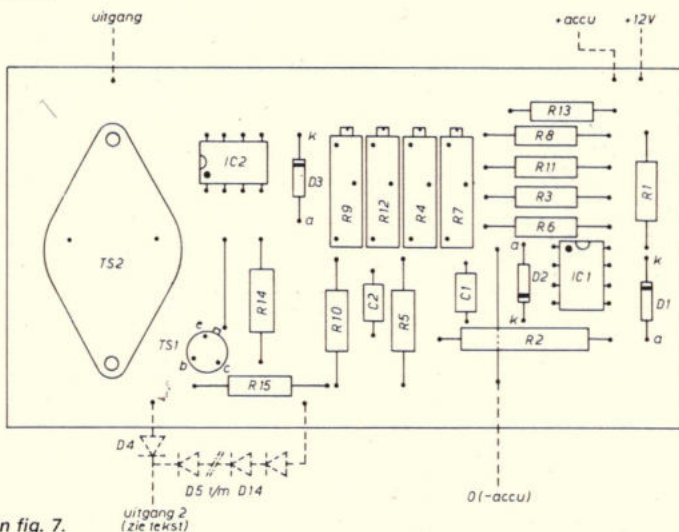 uitgang
+accu
+12V
R13
R8
k
IC2
D3
R11
R1
R9
R12
R4
R7
R3
a
R6
TS2
a
k
D2
IC1
R14
C2
C1
D1
R10
R5
k
e
R2
a
TS1
b
c
R15
D4
D5 t/m D14
0(-accu)
uitgang 2
(zie tekst)
n fig. 7.